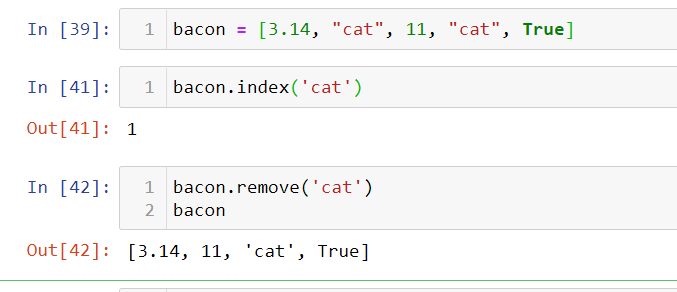 In [39]: 1 bacon = [3.14, "cat", 11, "cat", True]
In [41]: 1 bacon.index('cat')
Out[41]: 1
In [42]: 1 bacon.remove('cat')
2 bacon
Out[42]: [3.14, 11, 'cat', True]